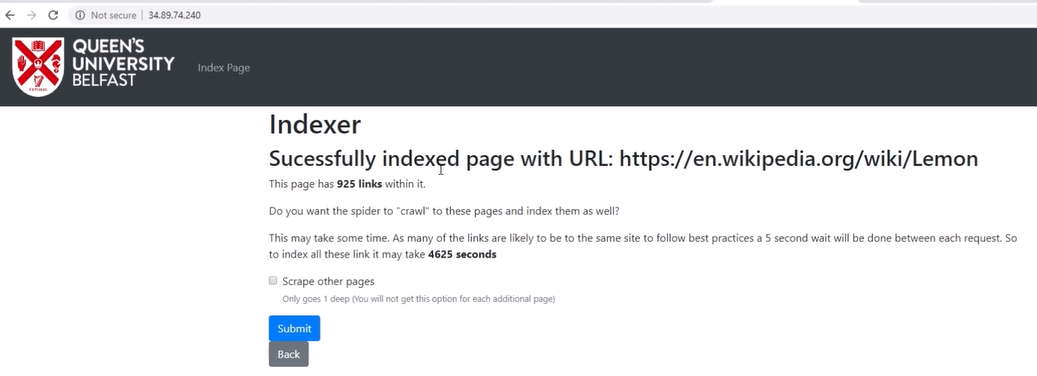 Not secure | 34.89.74.240
QUEEN'S
UNIVERSITY
BELFAST
Index Page
Indexer
Sucessfully indexed page with URL: https://en.wikipedia.org/wiki/Lemon
This page has 925 links within it.
Do you want the spider to "crawl" to these pages and index them as well?
This may take some time. As many of the links are likely to be to the same site to follow best practices a 5 second wait will be done between each request. So
to index all these link it may take 4625 seconds
Scrape other pages
Only goes 1 deep (You will not get this option for each additional page)
Submit
Back